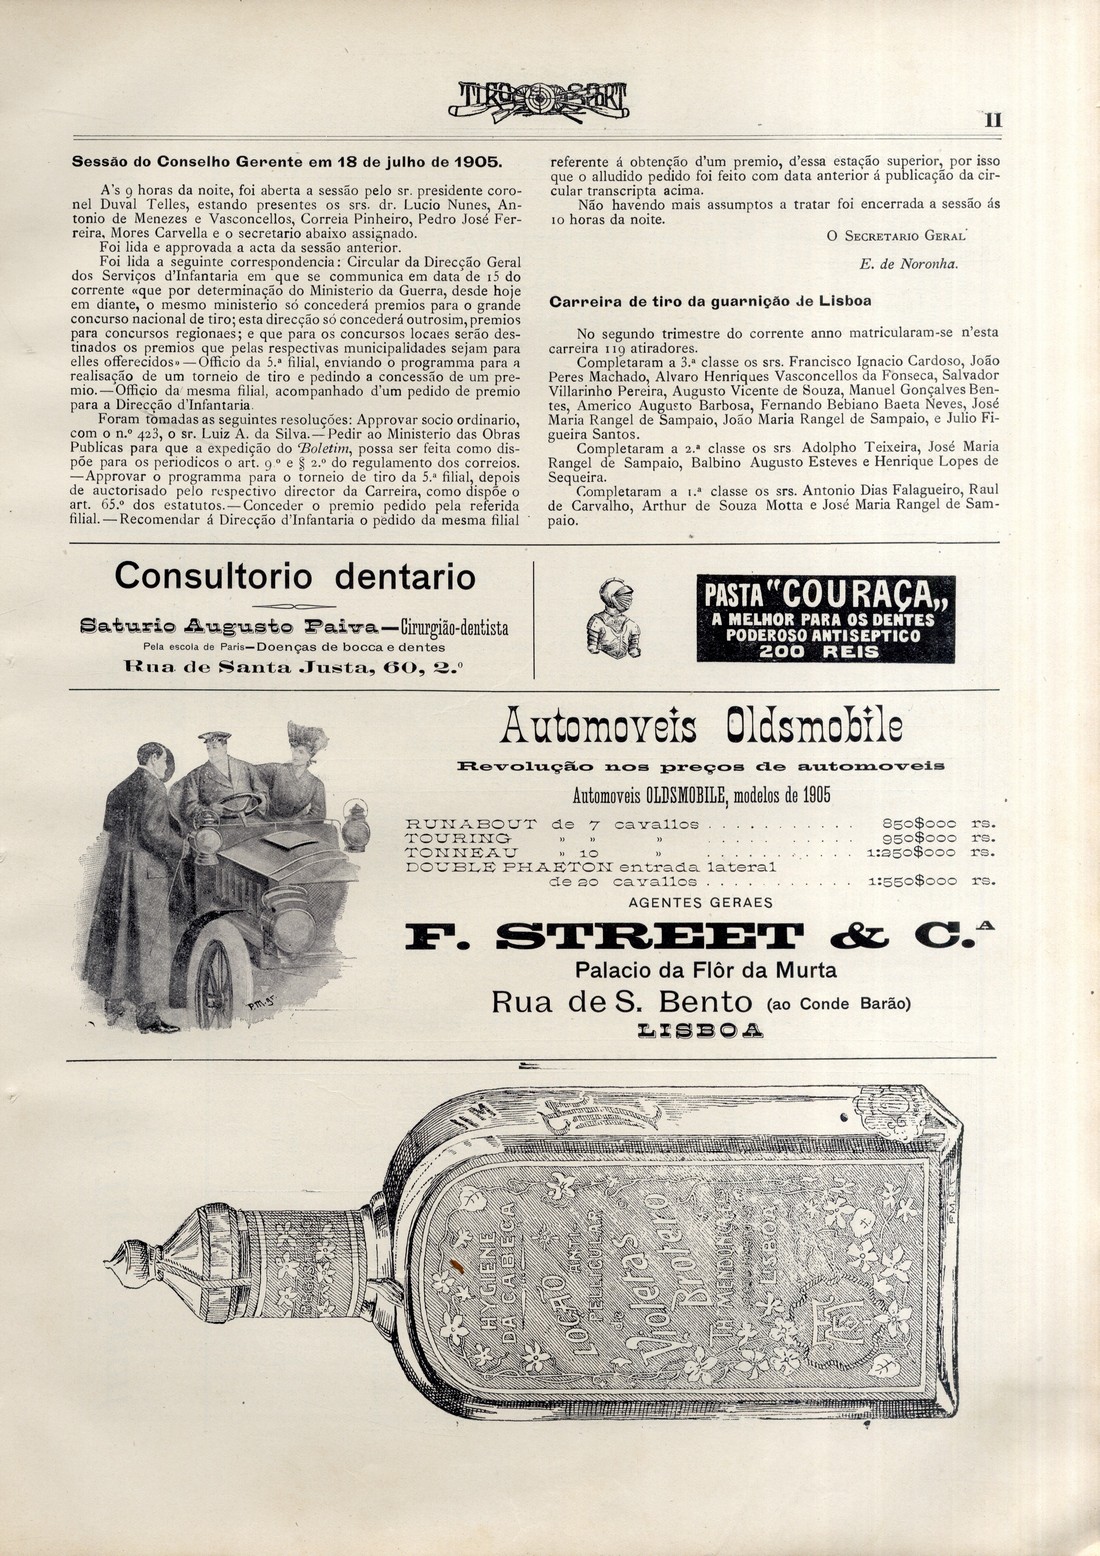 TIRO SPORT
11
Sessão do Conselho Gerente em 18 de julho de 1905.
A's 9 horas da noite, foi aberta a sessão pelo sr. presidente coro-
nel Duval Telles, estando presentes os srs. dr. Lucio Nunes, An-
tonio de Menezes e Vasconcellos, Correia Pinheiro, Pedro José Fer-
reira, Mores Carvella e o secretario abaixo assignado.
Foi lida e approvada a acta da sessão anterior.
Foi lida a seguinte correspondencia: Circular da Direcção Geral
dos Serviços d'Infantaria em que se communica em data de 15 do
corrente «que por determinação do Ministerio da Guerra, desde hoje
em diante, o mesmo ministerio só concederá premios para o grande
concurso nacional de tiro; esta direcção só concederá outrosim, premios
para concursos regionaes; e que para os concursos locaes serão des-
tinados os premios que pelas respectivas municipalidades sejam para
elles offerecidos»—Officio da 5.ª filial, enviando o programma para a
realisação de um torneio de tiro e pedindo a concessão de um pre-
mio.—Officio da mesma filial, acompanhado d'um pedido de premio
para a Direcção d'Infantaria.
Foram tomadas as seguintes resoluções: Approvar socio ordinario,
com o n.º 423, o sr. Luiz A. da Silva.—Pedir ao Ministerio das Obras
Publicas para que a expedição do Boletim, possa ser feita como dis-
põe para os periodicos o art. 9º e § 2.º do regulamento dos correios.
—Approvar o programma para o torneio de tiro da 5.ª filial, depois
de auctorisado pelo respectivo director da Carreira, como dispõe o
art. 65.º dos estatutos.—Conceder o premio pedido pela referida
filial.—Recomendar á Direcção d'Infantaria o pedido da mesma filial
referente á obtenção d'um premio, d'essa estação superior, por isso
que o alludido pedido foi feito com data anterior á publicação da cir-
cular transcripta acima.
Não havendo mais assumptos a tratar foi encerrada a sessão ás
10 horas da noite.
O SECRETARIO GERAL
E. de Noronha.
Carreira de tiro da guarnição de Lisboa
No segundo trimestre do corrente anno matricularam-se n'esta
carreira 119 atiradores.
Completaram a 3.ª classe os srs. Francisco Ignacio Cardoso, João
Peres Machado, Alvaro Henriques Vasconcellos da Fonseca, Salvador
Villarinho Pereira, Augusto Vicente de Souza, Manuel Gonçalves Ben-
tes, Americo Augusto Barbosa, Fernando Bebiano Baeta Neves, José
Maria Rangel de Sampaio, João Maria Rangel de Sampaio, e Julio Fi-
gueira Santos.
Completaram a 2.ª classe os srs Adolpho Teixeira, José Maria
Rangel de Sampaio, Balbino Augusto Esteves e Henrique Lopes de
Sequeira.
Completaram a 1.ª classe os srs. Antonio Dias Falagueiro, Raul
de Carvalho, Arthur de Souza Motta e José Maria Rangel de Sam-
paio.
Consultorio dentario
Saturio Augusto Paiva—Cirurgião-dentista
Pela escola de Paris—Doenças de bocca e dentes
Rua de Santa Justa, 60, 2.º
PASTA "COURAÇA„
A MELHOR PARA OS DENTES
PODEROSO ANTISEPTICO
200 REIS
Automoveis Oldsmobile
Revolução nos preços de automoveis
Automoveis OLDSMOBILE, modelos de 1905
RUNABOUT de 7 cavallos . . . . . . . . . . . 850$000 rs.
TOURING » » » . . . . . . . . . . 950$000 rs.
TONNEAU » 10 » . . . . . . . . . . 1:250$000 rs.
DOUBLE PHAETON entrada lateral
de 20 cavallos . . . . . . . . . . . 1:550$000 rs.
AGENTES GERAES
F. STREET & C.ª
Palacio da Flôr da Murta
Rua de S. Bento (ao Conde Barão)
LISBOA
HYGIENE
DA CABEÇA
LOÇÃO ANTI-
PELLICULAR
de
Violetas
Brotero
LISBOA